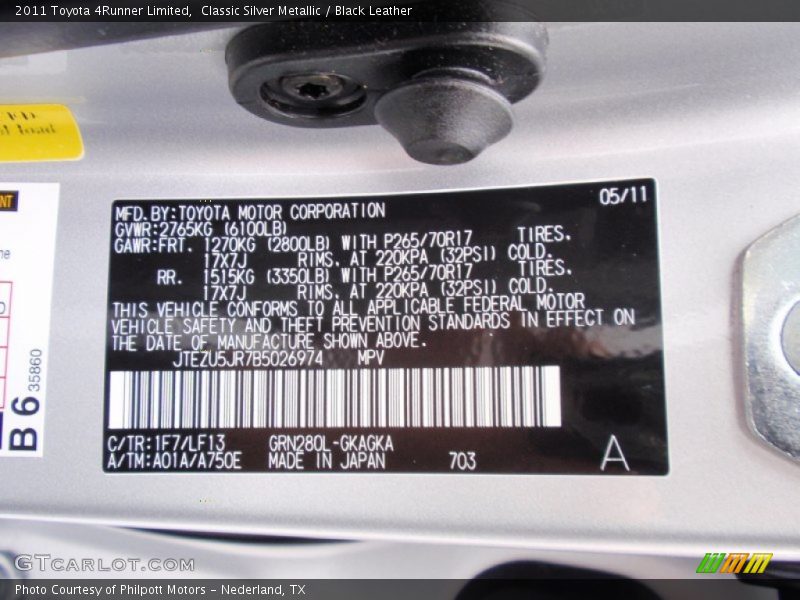 2011 Toyota 4Runner Limited,  Classic Silver Metallic / Black Leather
load
NT
B 6
35860
05/11
MFD. BY: TOYOTA MOTOR CORPORATION
GVWR: 2765KG (6100LB)
GAWR: FRT. 1270KG (2800LB) WITH P265/70R17 TIRES.
17X7J RIMS, AT 220KPA (32PSI) COLD.
RR. 1515KG (3350LB) WITH P265/70R17 TIRES.
17X7J RIMS, AT 220KPA (32PSI) COLD.
THIS VEHICLE CONFORMS TO ALL APPLICABLE FEDERAL MOTOR
VEHICLE SAFETY AND THEFT PREVENTION STANDARDS IN EFFECT ON
THE DATE OF MANUFACTURE SHOWN ABOVE.
JTEZU5JR7B5026974 MPV
C/TR: 1F7/LF13 GRN280L-GKAGKA
A/TM: A01A/A750E MADE IN JAPAN 703 A
GTCARLOT.COM
Photo Courtesy of Philpott Motors - Nederland, TX